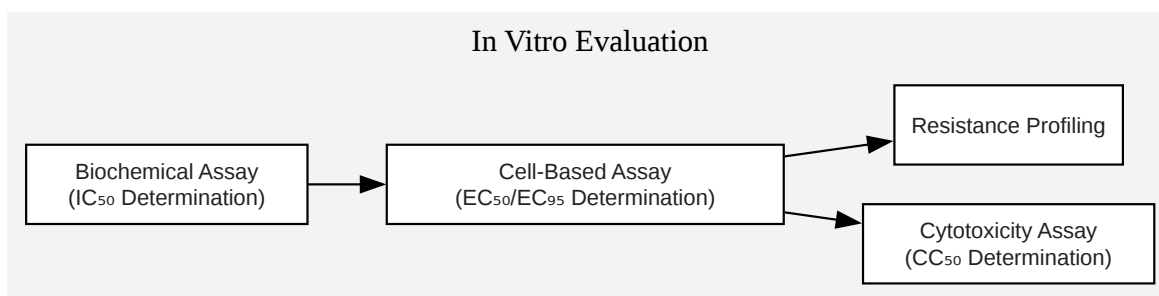 In Vitro Evaluation
Biochemical Assay
(IC₅₀ Determination)
Cell-Based Assay
(EC₅₀/EC₉₅ Determination)
Resistance Profiling
Cytotoxicity Assay
(CC₅₀ Determination)